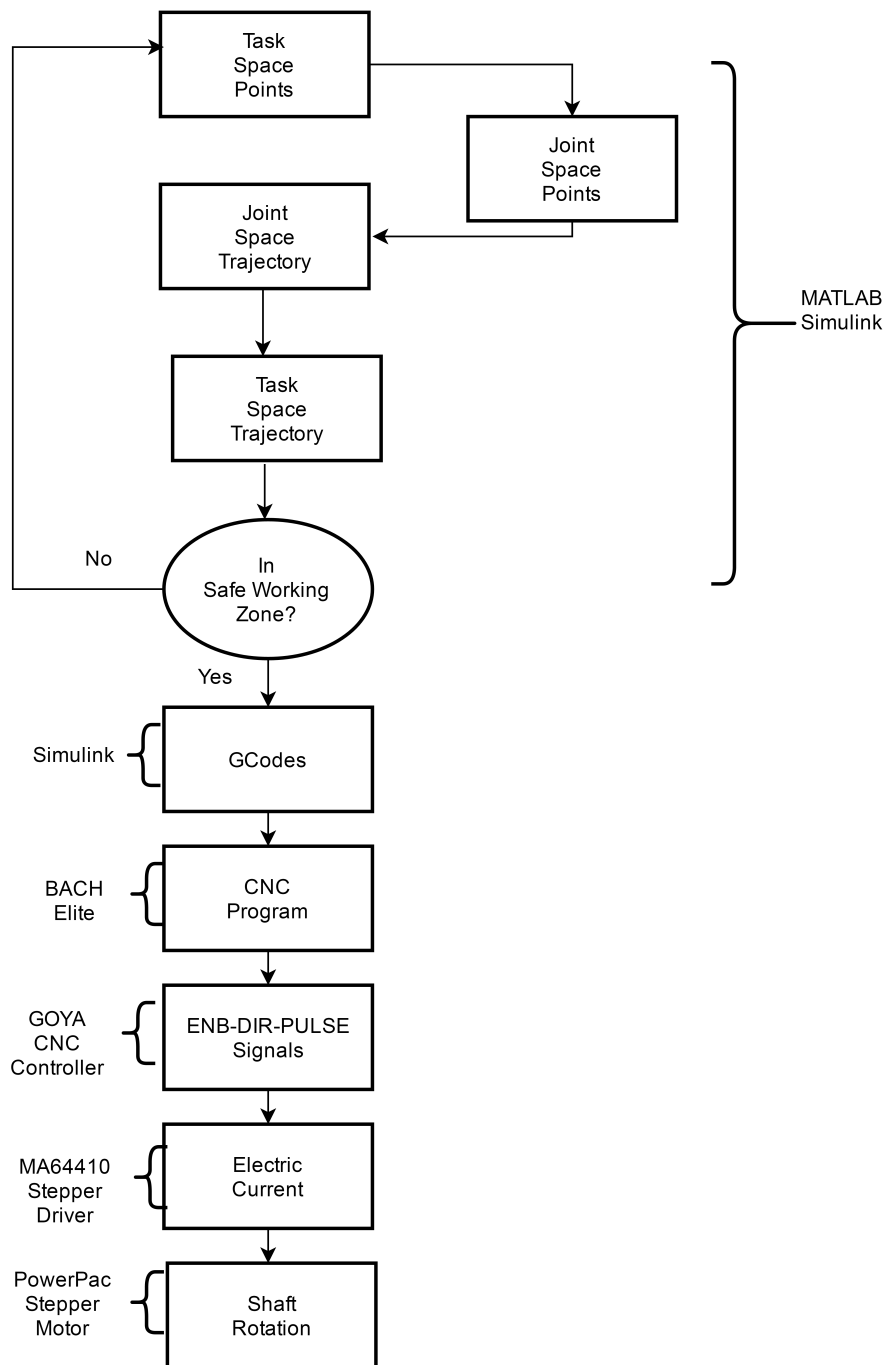 Task
Space
Points
Joint
Space
Points
Joint
Space
Trajectory
MATLAB
Simulink
Task
Space
Trajectory
No
In
Safe Working
Zone?
Yes
Simulink
GCodes
BACH
Elite
CNC
Program
GOYA
CNC
Controller
ENB-DIR-PULSE
Signals
MA64410
Stepper
Driver
Electric
Current
PowerPac
Stepper
Motor
Shaft
Rotation